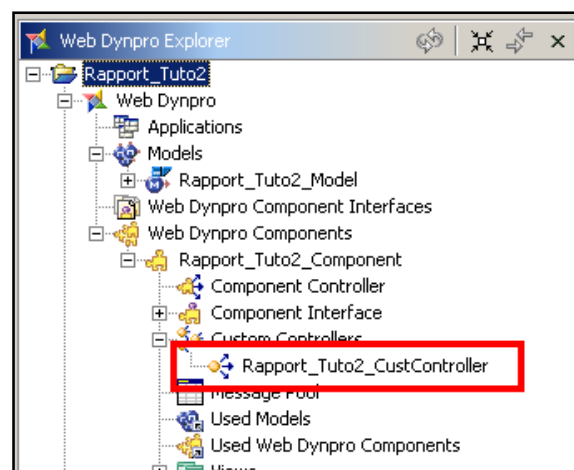 Web Dynpro Explorer
Rapport_Tuto2
Web Dynpro
Applications
Models
Rapport_Tuto2_Model
Web Dynpro Component Interfaces
Web Dynpro Components
Rapport_Tuto2_Component
Component Controller
Component Interface
Custom Controllers
Rapport_Tuto2_CustController
Message Pool
Used Models
Used Web Dynpro Components
Views